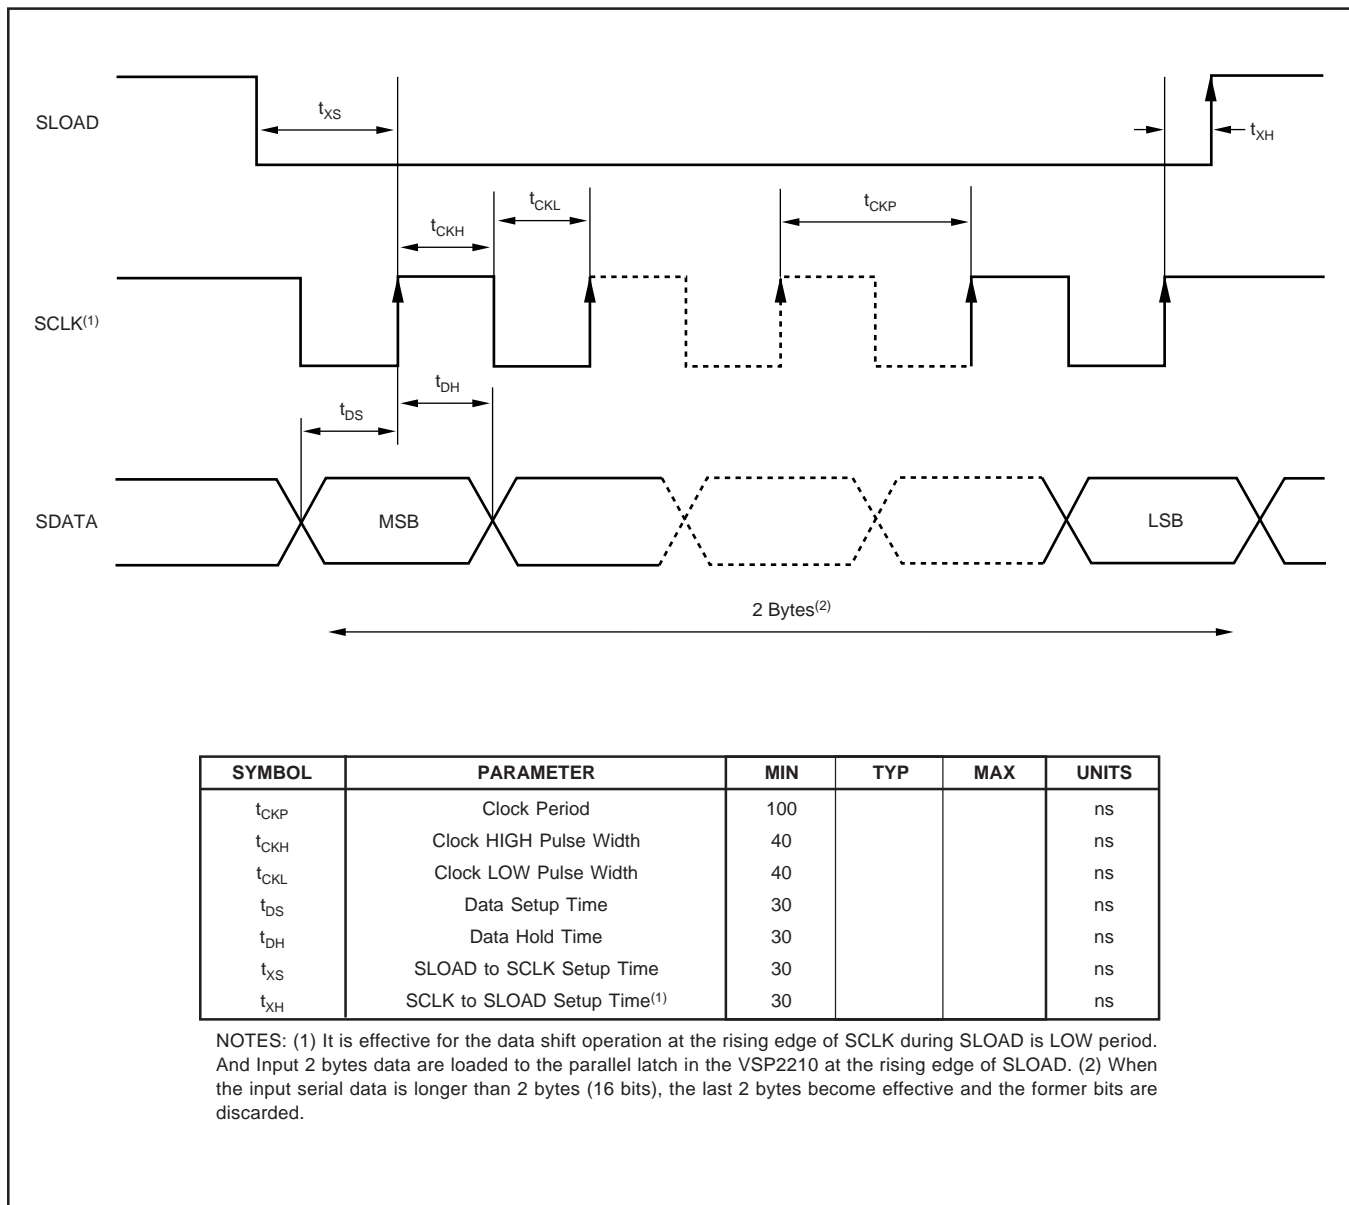 SLOAD
tXS
tXH
tCKH
tCKL
tCKP
SCLK(1)
tDS
tDH
SDATA
MSB
LSB
2 Bytes(2)
SYMBOL PARAMETER MIN TYP MAX UNITS
tCKP Clock Period 100 ns
tCKH Clock HIGH Pulse Width 40 ns
tCKL Clock LOW Pulse Width 40 ns
tDS Data Setup Time 30 ns
tDH Data Hold Time 30 ns
tXS SLOAD to SCLK Setup Time 30 ns
tXH SCLK to SLOAD Setup Time(1) 30 ns
NOTES: (1) It is effective for the data shift operation at the rising edge of SCLK during SLOAD is LOW period.
And Input 2 bytes data are loaded to the parallel latch in the VSP2210 at the rising edge of SLOAD. (2) When
the input serial data is longer than 2 bytes (16 bits), the last 2 bytes become effective and the former bits are
discarded.